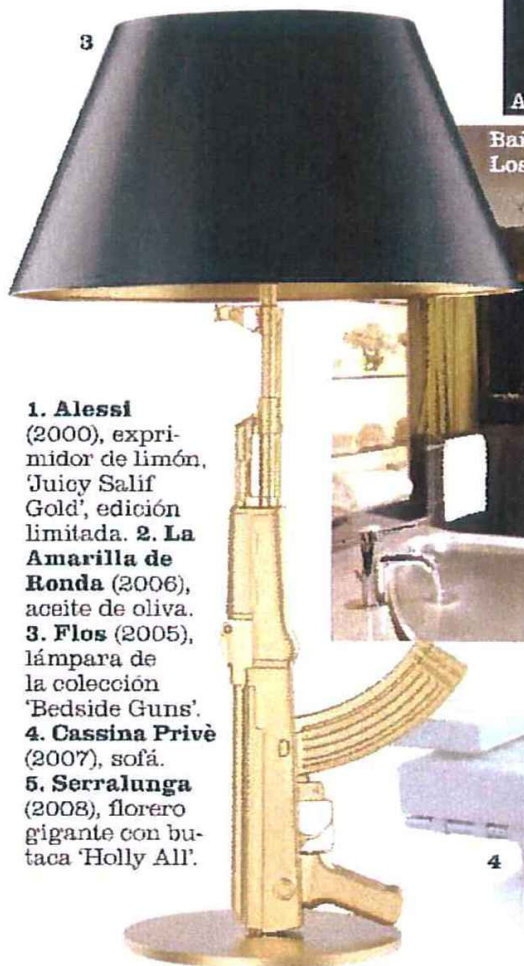 3
A
Bai
Los
1. Alessi
(2000), expri-
midor de limón,
'Juicy Salif
Gold', edición
limitada. 2. La
Amarilla de
Ronda (2006),
aceite de oliva.
3. Flos (2005),
lámpara de
la colección
'Bedside Guns'.
4. Cassina Privè
(2007), sofá.
5. Serralunga
(2008), florero
gigante con bu-
taca 'Holly All'.
4